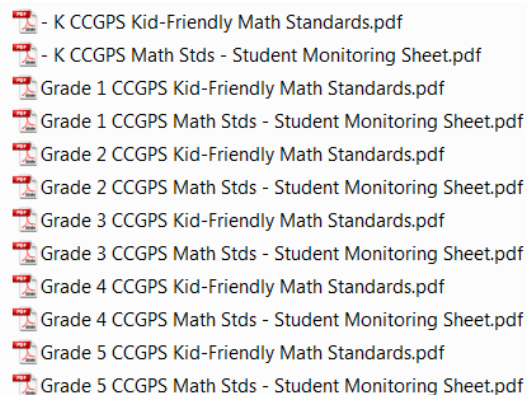 - K CCGPS Kid-Friendly Math Standards.pdf
- K CCGPS Math Stds - Student Monitoring Sheet.pdf
Grade 1 CCGPS Kid-Friendly Math Standards.pdf
Grade 1 CCGPS Math Stds - Student Monitoring Sheet.pdf
Grade 2 CCGPS Kid-Friendly Math Standards.pdf
Grade 2 CCGPS Math Stds - Student Monitoring Sheet.pdf
Grade 3 CCGPS Kid-Friendly Math Standards.pdf
Grade 3 CCGPS Math Stds - Student Monitoring Sheet.pdf
Grade 4 CCGPS Kid-Friendly Math Standards.pdf
Grade 4 CCGPS Math Stds - Student Monitoring Sheet.pdf
Grade 5 CCGPS Kid-Friendly Math Standards.pdf
Grade 5 CCGPS Math Stds - Student Monitoring Sheet.pdf